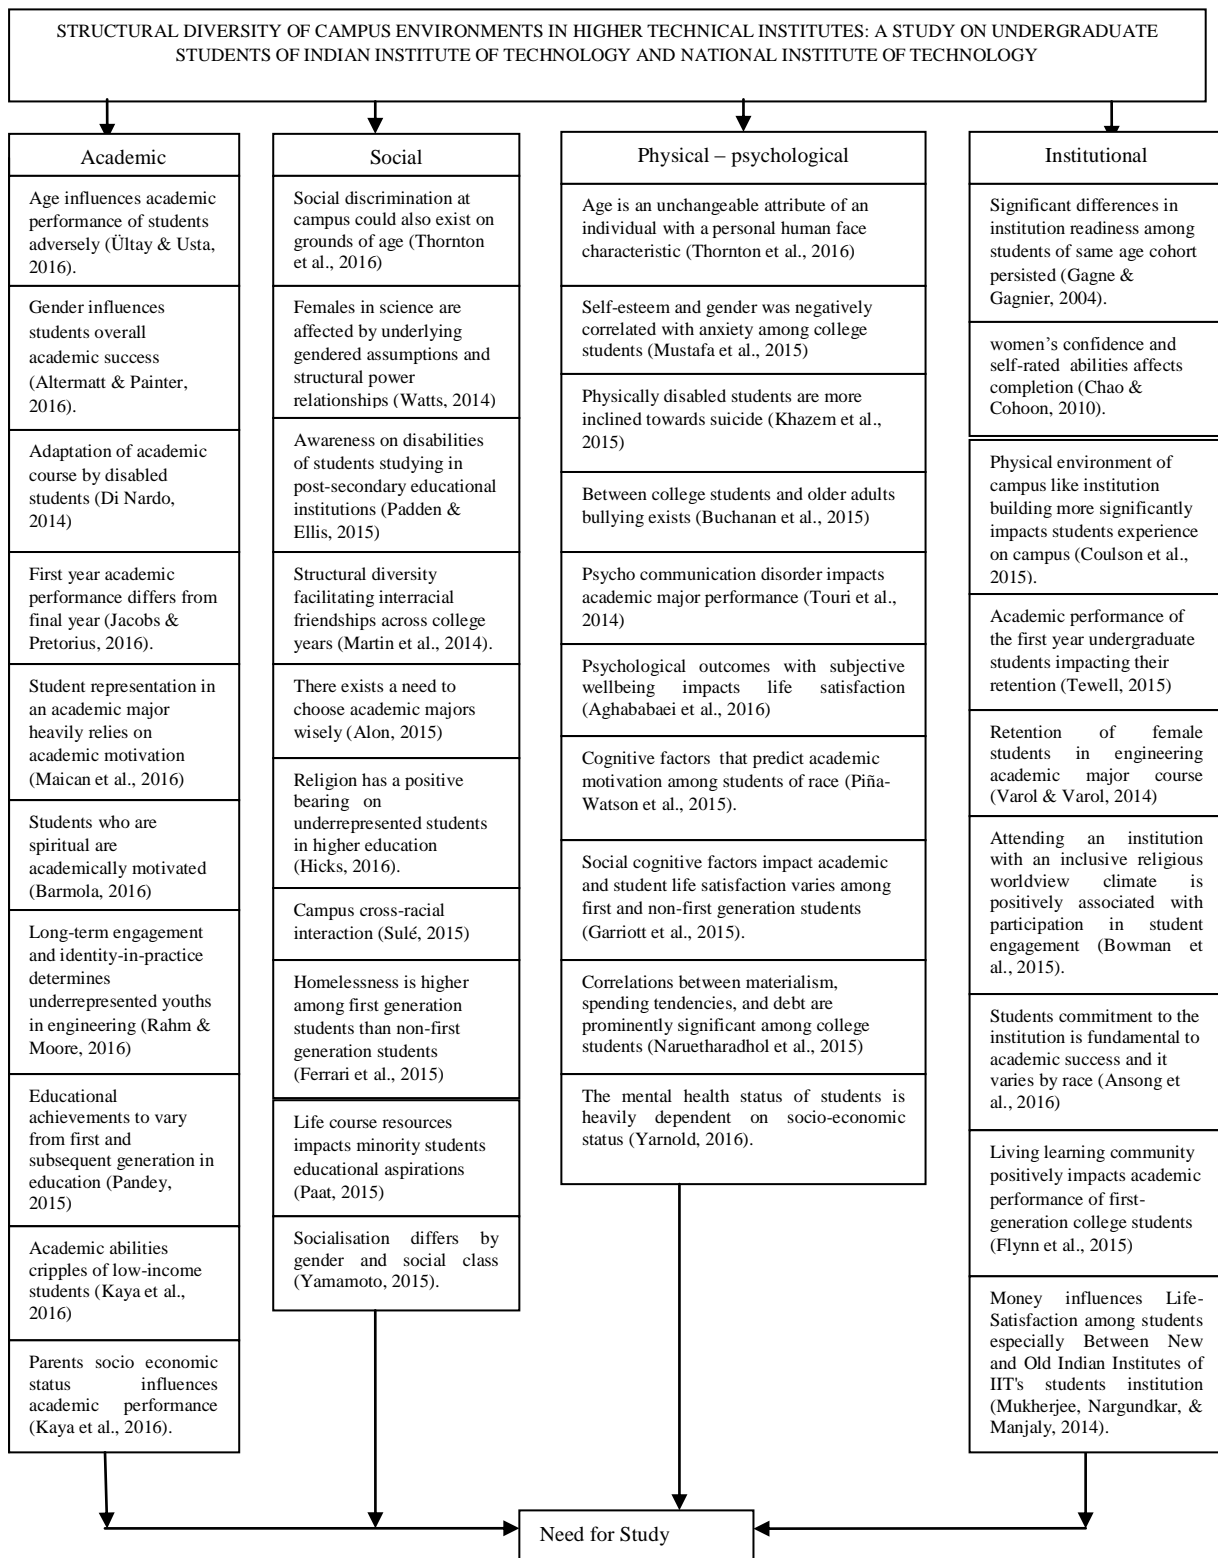 STRUCTURAL DIVERSITY OF CAMPUS ENVIRONMENTS IN HIGHER TECHNICAL INSTITUTES: A STUDY ON UNDERGRADUATE
STUDENTS OF INDIAN INSTITUTE OF TECHNOLOGY AND NATIONAL INSTITUTE OF TECHNOLOGY
Academic
Age influences academic
performance of students
adversely (Ültay & Usta,
2016).
Gender influences
students overall
academic success
(Altermatt & Painter,
2016).
Adaptation of academic
course by disabled
students (Di Nardo,
2014)
First year academic
performance differs from
final year (Jacobs &
Pretorius, 2016).
Student representation in
an academic major
heavily relies on
academic motivation
(Maican et al., 2016)
Students who are
spiritual are
academically motivated
(Barmola, 2016)
Long-term engagement
and identity-in-practice
determines
underrepresented youths
in engineering (Rahm &
Moore, 2016)
Educational
achievements to vary
from first and
subsequent generation in
education (Pandey,
2015)
Academic abilities
cripples of low-income
students (Kaya et al.,
2016)
Parents socio economic
status influences
academic performance
(Kaya et al., 2016).
Social
Social discrimination at
campus could also exist on
grounds of age (Thornton
et al., 2016)
Females in science are
affected by underlying
gendered assumptions and
structural power
relationships (Watts, 2014)
Awareness on disabilities
of students studying in
post-secondary educational
institutions (Padden &
Ellis, 2015)
Structural diversity
facilitating interracial
friendships across college
years (Martin et al., 2014).
There exists a need to
choose academic majors
wisely (Alon, 2015)
Religion has a positive
bearing on
underrepresented students
in higher education
(Hicks, 2016).
Campus cross-racial
interaction (Sulé, 2015)
Homelessness is higher
among first generation
students than non-first
generation students
(Ferrari et al., 2015)
Life course resources
impacts minority students
educational aspirations
(Paat, 2015)
Socialisation differs by
gender and social class
(Yamamoto, 2015).
Physical – psychological
Age is an unchangeable attribute of an
individual with a personal human face
characteristic (Thornton et al., 2016)
Self-esteem and gender was negatively
correlated with anxiety among college
students (Mustafa et al., 2015)
Physically disabled students are more
inclined towards suicide (Khazem et al.,
2015)
Between college students and older adults
bullying exists (Buchanan et al., 2015)
Psycho communication disorder impacts
academic major performance (Touri et al.,
2014)
Psychological outcomes with subjective
wellbeing impacts life satisfaction
(Aghababaei et al., 2016)
Cognitive factors that predict academic
motivation among students of race (Piña-
Watson et al., 2015).
Social cognitive factors impact academic
and student life satisfaction varies among
first and non-first generation students
(Garriott et al., 2015).
Correlations between materialism,
spending tendencies, and debt are
prominently significant among college
students (Naruetharadhol et al., 2015)
The mental health status of students is
heavily dependent on socio-economic
status (Yarnold, 2016).
Institutional
Significant differences in
institution readiness among
students of same age cohort
persisted (Gagne &
Gagnier, 2004).
women’s confidence and
self-rated abilities affects
completion (Chao &
Cohoon, 2010).
Physical environment of
campus like institution
building more significantly
impacts students experience
on campus (Coulson et al.,
2015).
Academic performance of
the first year undergraduate
students impacting their
retention (Tewell, 2015)
Retention of female
students in engineering
academic major course
(Varol & Varol, 2014)
Attending an institution
with an inclusive religious
worldview climate is
positively associated with
participation in student
engagement (Bowman et
al., 2015).
Students commitment to the
institution is fundamental to
academic success and it
varies by race (Ansong et
al., 2016)
Living learning community
positively impacts academic
performance of first-
generation college students
(Flynn et al., 2015)
Money influences Life-
Satisfaction among students
especially Between New
and Old Indian Institutes of
IIT's students institution
(Mukherjee, Nargundkar, &
Manjaly, 2014).
Need for Study